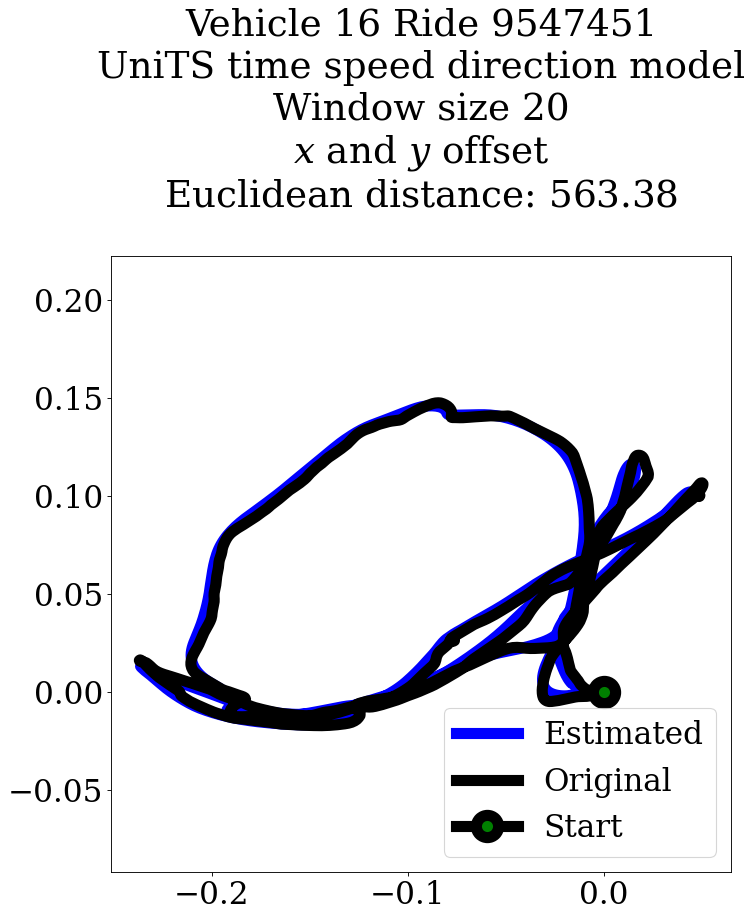 Vehicle 16 Ride 9547451
UniTS time speed direction model
Window size 20
x and y offset
Euclidean distance: 563.38
0.20
0.15
0.10
0.05
0.00
−0.05
Estimated
Original
Start
−0.2
−0.1
0.0